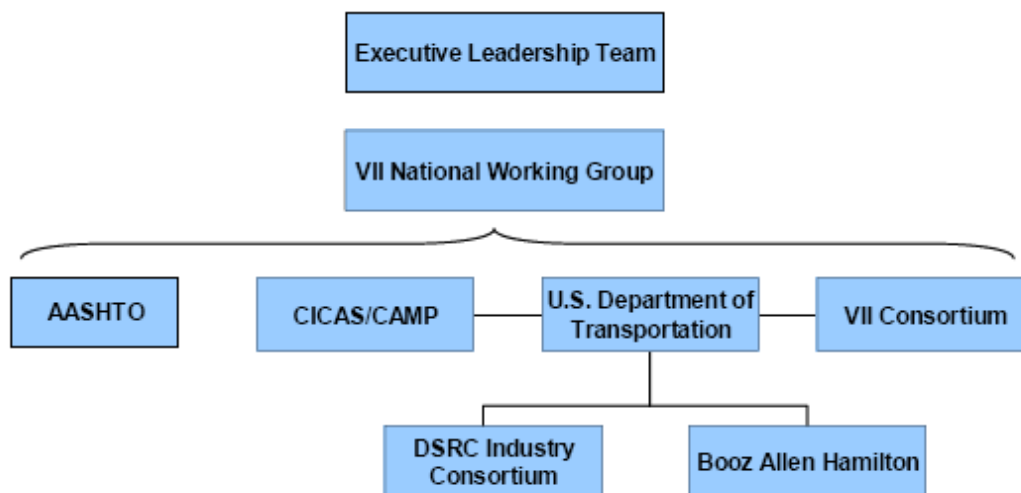 Executive Leadership Team
VII National Working Group
AASHTO
CICAS/CAMP
U.S. Department of
Transportation
VII Consortium
DSRC Industry
Consortium
Booz Allen Hamilton